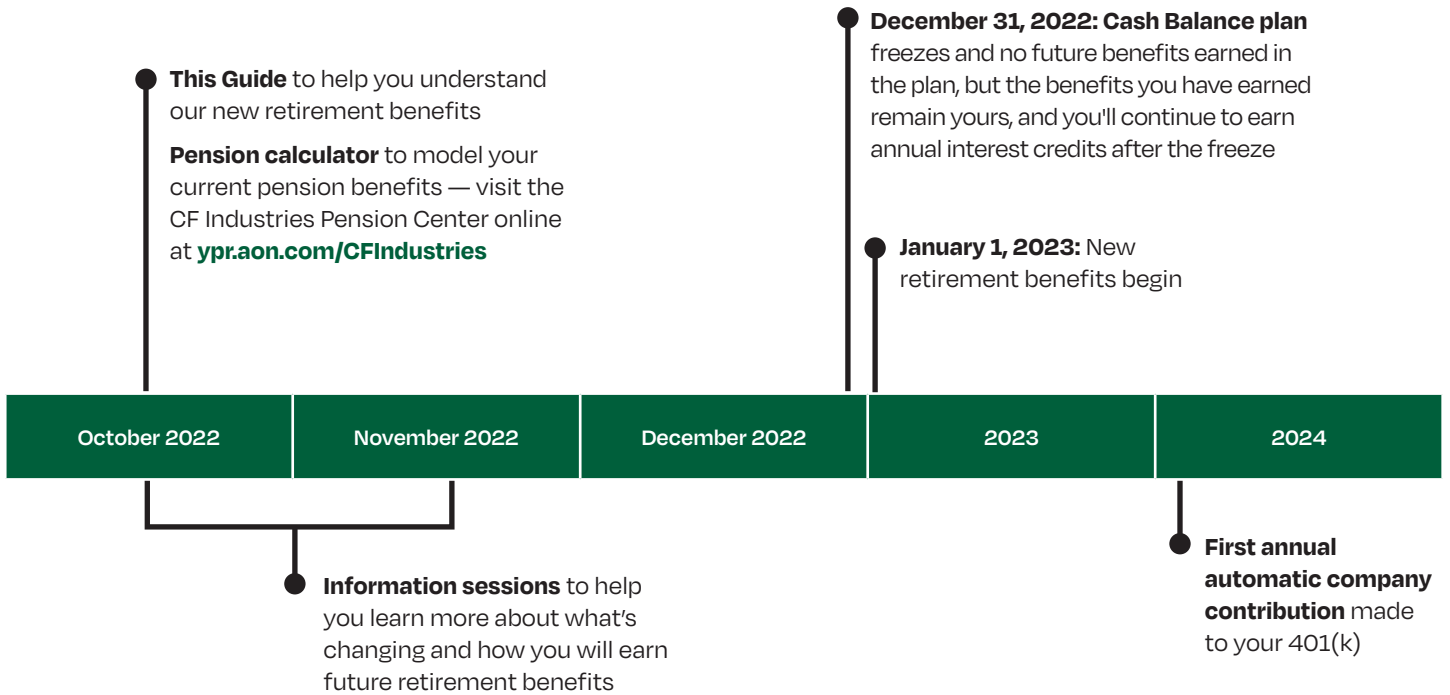 This Guide to help you understand
our new retirement benefits
Pension calculator to model your
current pension benefits — visit the
CF Industries Pension Center online
at ypr.aon.com/CFIndustries
December 31, 2022: Cash Balance plan
freezes and no future benefits earned in
the plan, but the benefits you have earned
remain yours, and you'll continue to earn
annual interest credits after the freeze
January 1, 2023: New
retirement benefits begin
October 2022
November 2022
December 2022
2023
2024
Information sessions to help
you learn more about what’s
changing and how you will earn
future retirement benefits
First annual
automatic company
contribution made
to your 401(k)